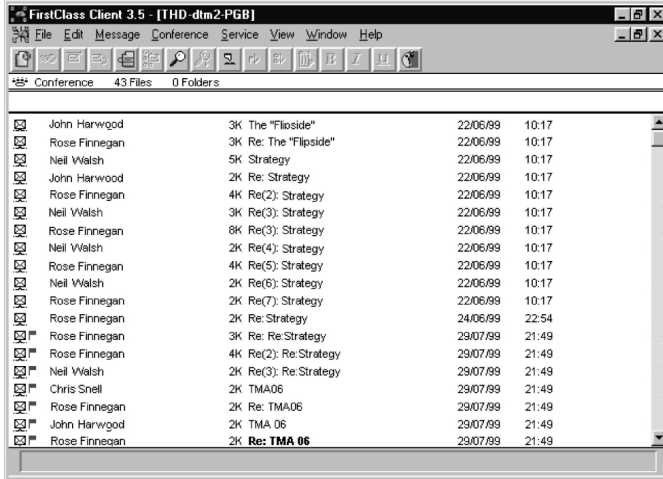 FirstClass Client 3.5 - [THD-dtm2-PGB]
File Edit Message Conference Service View Window Help
B I U
Conference 43 Files 0 Folders
John Harwood 3K The "Flipside" 22/06/99 10:17
Rose Finnegan 3K Re: The "Flipside" 22/06/99 10:17
Neil Walsh 5K Strategy 22/06/99 10:17
John Harwood 2K Re: Strategy 22/06/99 10:17
Rose Finnegan 4K Re(2): Strategy 22/06/99 10:17
Neil Walsh 3K Re(3): Strategy 22/06/99 10:17
Rose Finnegan 8K Re(3): Strategy 22/06/99 10:17
Neil Walsh 2K Re(4): Strategy 22/06/99 10:17
Rose Finnegan 4K Re(5): Strategy 22/06/99 10:17
Neil Walsh 2K Re(6): Strategy 22/06/99 10:17
Rose Finnegan 2K Re(7): Strategy 22/06/99 10:17
Rose Finnegan 2K Re:Strategy 24/06/99 22:54
Rose Finnegan 3K Re: Re:Strategy 29/07/99 21:49
Rose Finnegan 4K Re(2): Re:Strategy 29/07/99 21:49
Neil Walsh 2K Re(3): Re:Strategy 29/07/99 21:49
Chris Snell 2K TMA06 29/07/99 21:49
Rose Finnegan 2K Re: TMA06 29/07/99 21:49
John Harwood 2K TMA 06 29/07/99 21:49
Rose Finnegan 2K Re: TMA 06 29/07/99 21:49